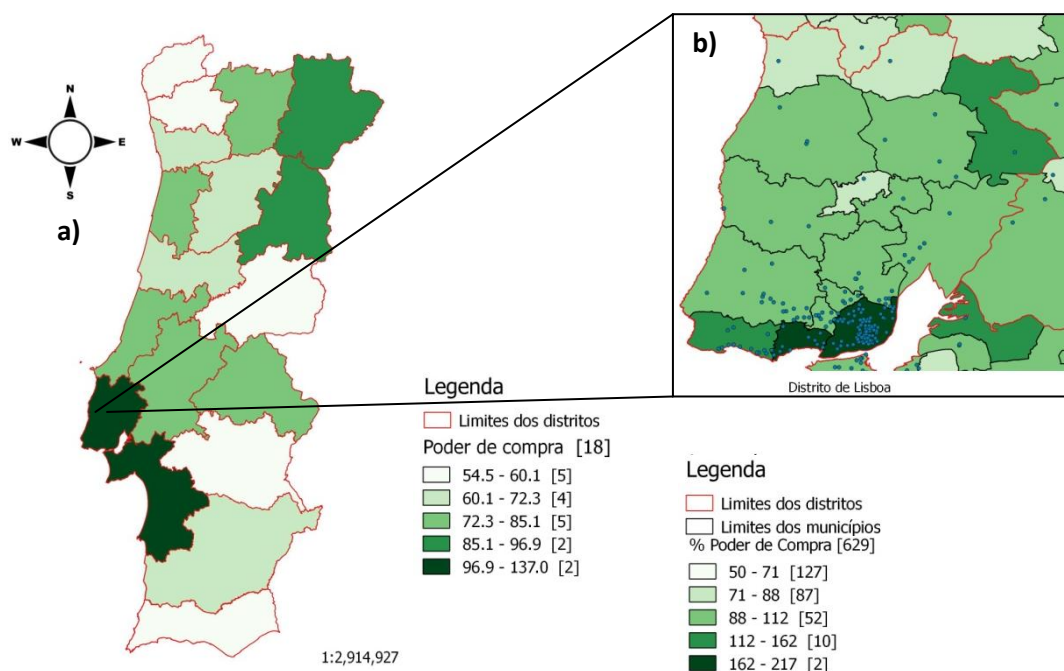 N
W
E
S
a)
b)
Distrito de Lisboa
Legenda
Limites dos distritos
Poder de compra [18]
54.5 - 60.1 [5]
60.1 - 72.3 [4]
72.3 - 85.1 [5]
85.1 - 96.9 [2]
96.9 - 137.0 [2]
1:2,914,927
Legenda
Limites dos distritos
Limites dos municípios
% Poder de Compra [629]
50 - 71 [127]
71 - 88 [87]
88 - 112 [52]
112 - 162 [10]
162 - 217 [2]